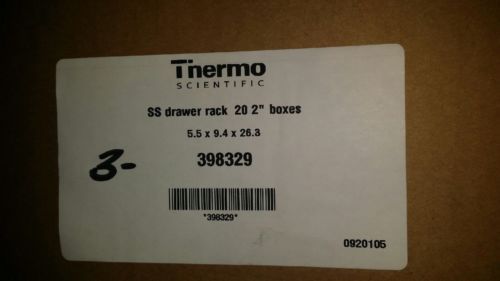 Thermo
SCIENTIFIC
SS drawer rack 20 2" boxes
5.5 x 9.4 x 26.3
3-
398329
*398329*
0920105